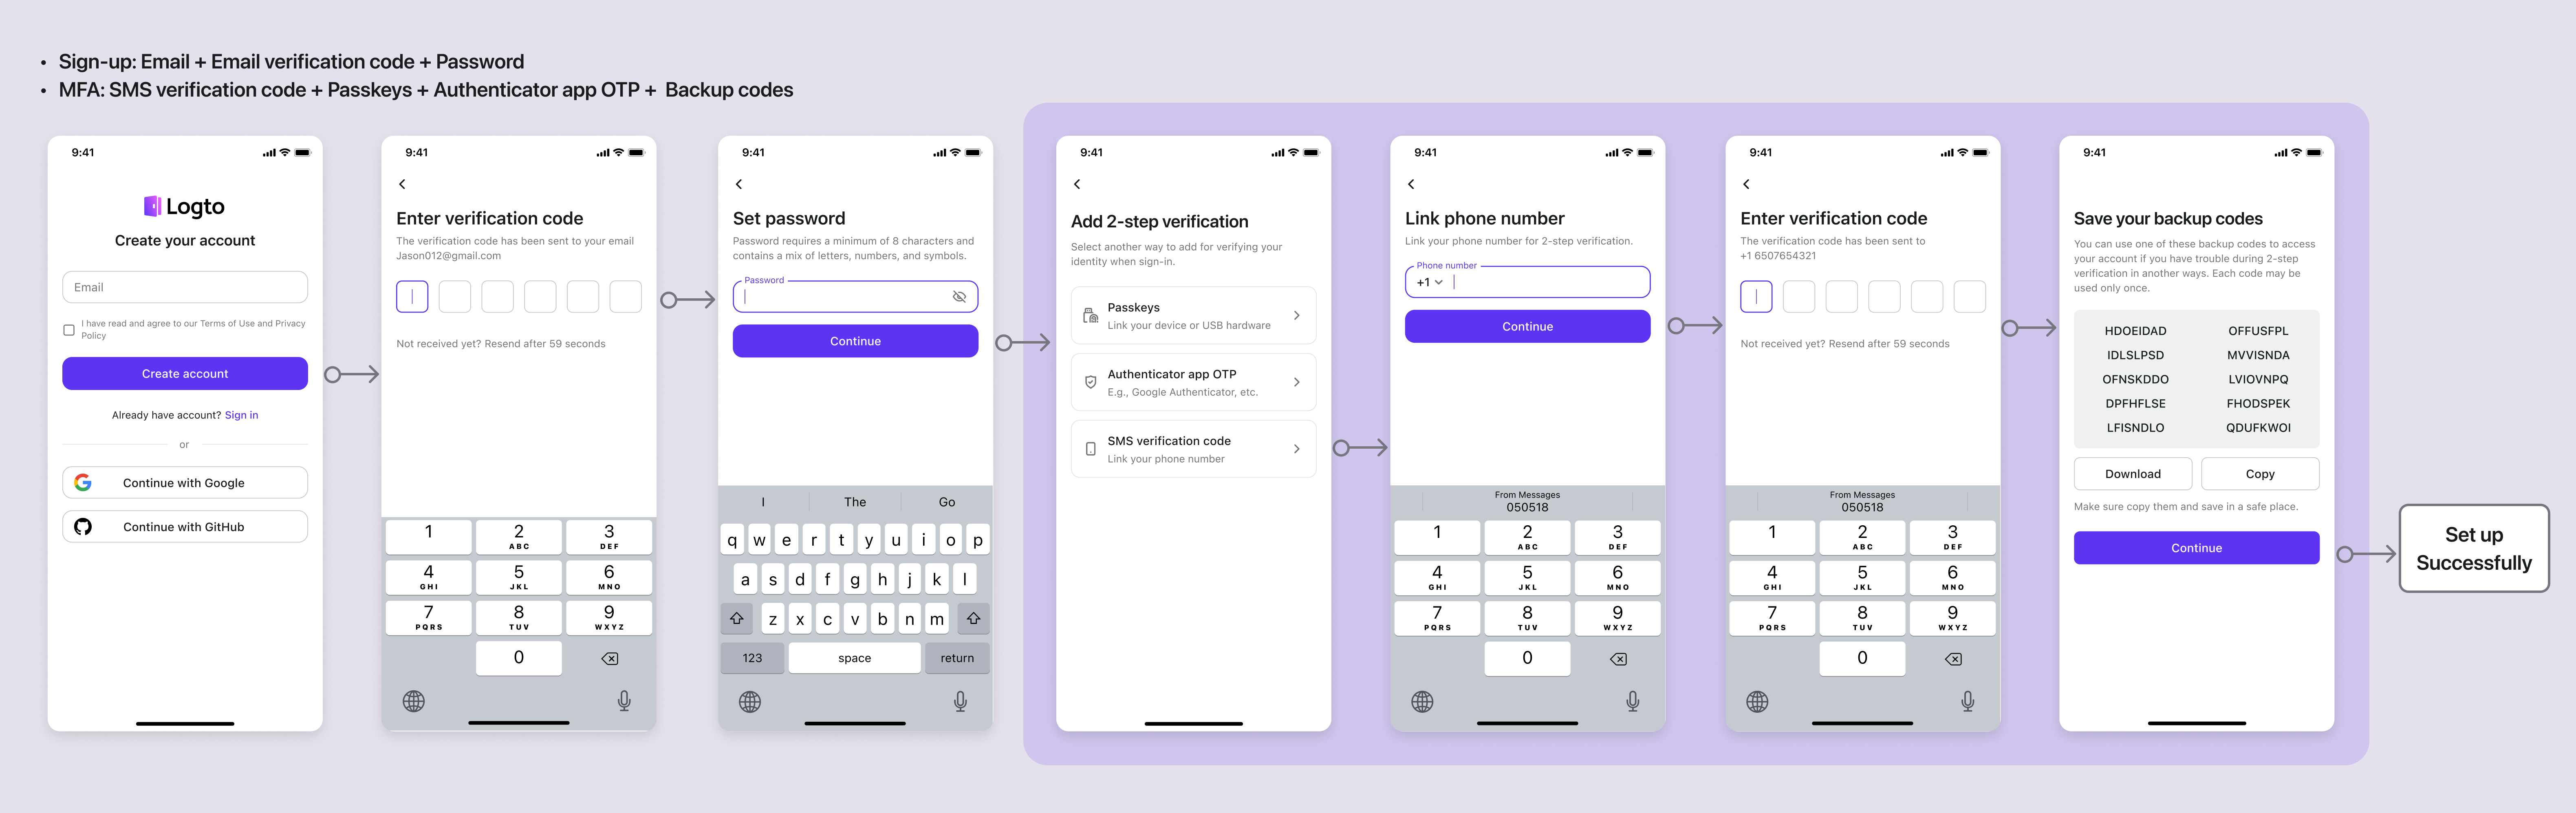 • Sign-up: Email + Email verification code + Password
• MFA: SMS verification code + Passkeys + Authenticator app OTP + Backup codes
9:41
Logto
Create your account
Email
I have read and agree to our Terms of Use and Privacy
Policy
Create account
Already have account? Sign in
or
Continue with Google
Continue with GitHub
9:41
Enter verification code
The verification code has been sent to your email
Jason012@gmail.com
Not received yet? Resend after 59 seconds
1 2 ABC 3 DEF
4 GHI 5 JKL 6 MNO
7 PQRS 8 TUV 9 WXYZ
0
9:41
Set password
Password requires a minimum of 8 characters and
contains a mix of letters, numbers, and symbols.
Password
Continue
I The Go
q w e r t y u i o p
a s d f g h j k l
z x c v b n m
123 space return
9:41
Add 2-step verification
Select another way to add for verifying your
identity when sign-in.
Passkeys
Link your device or USB hardware
Authenticator app OTP
E.g., Google Authenticator, etc.
SMS verification code
Link your phone number
9:41
Link phone number
Link your phone number for 2-step verification.
Phone number
+1
Continue
From Messages
050518
1 2 ABC 3 DEF
4 GHI 5 JKL 6 MNO
7 PQRS 8 TUV 9 WXYZ
0
9:41
Enter verification code
The verification code has been sent to
+1 6507654321
Not received yet? Resend after 59 seconds
From Messages
050518
1 2 ABC 3 DEF
4 GHI 5 JKL 6 MNO
7 PQRS 8 TUV 9 WXYZ
0
9:41
Save your backup codes
You can use one of these backup codes to access
your account if you have trouble during 2-step
verification in another ways. Each code may be
used only once.
HDOEIDAD OFFUSFPL
IDLSLPSD MVVISNDA
OFNSKDDO LVIOVNPQ
DPFHFLSE FHODSPEK
LFISNDLO QDUFKWOI
Download Copy
Make sure copy them and save in a safe place.
Continue
Set up
Successfully